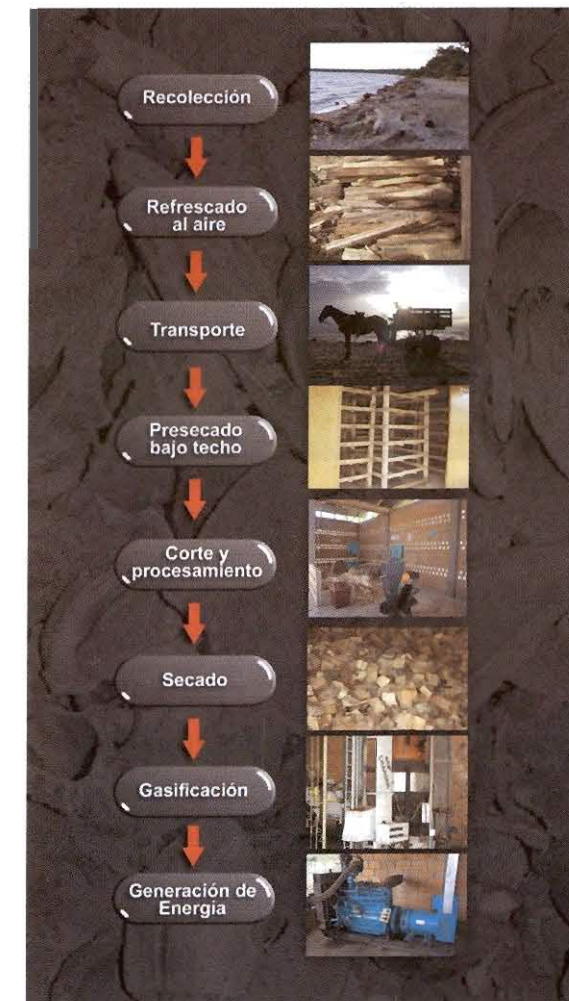 Recolección
Refrescado
al aire
Transporte
Presecado
bajo techo
Corte y
procesamiento
Secado
Gasificación
Generación de
Energía